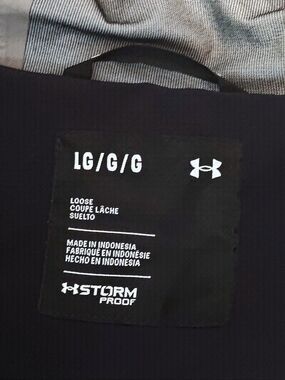 LG/G/G
LOOSE
COUPE LÂCHE
SUELTO
MADE IN INDONESIA
FABRIQUÉ EN INDONÉSIE
HECHO EN INDONESIA
STORM
PROOF